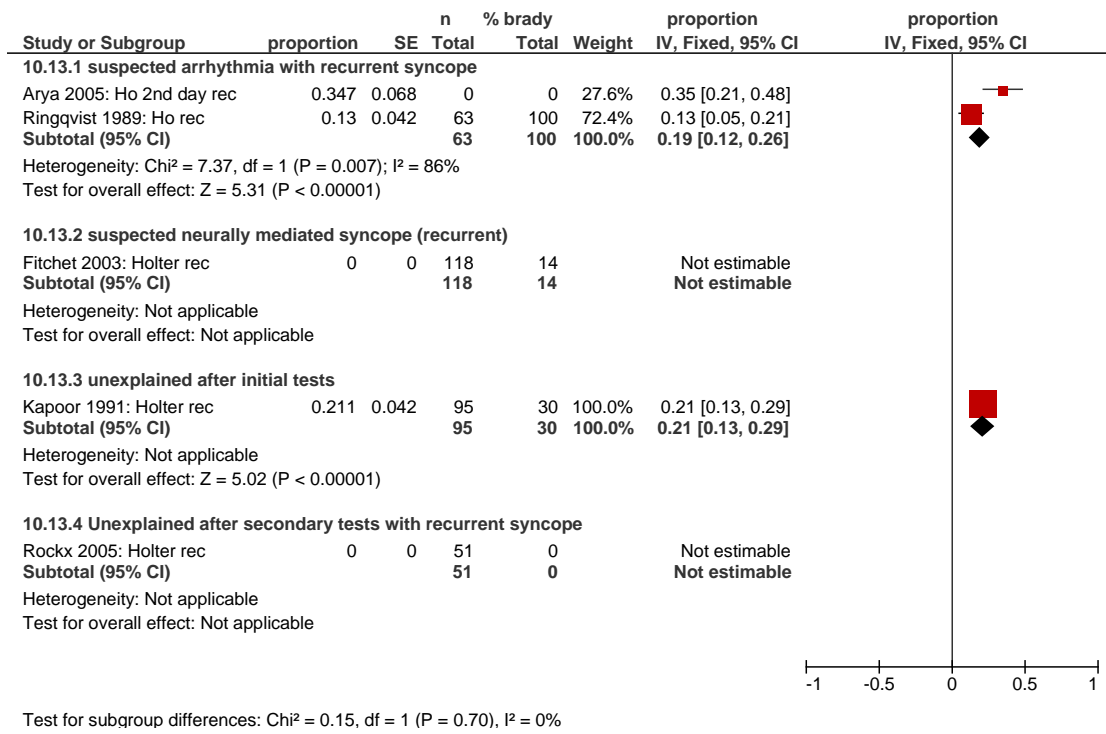 n % brady proportion proportion
Study or Subgroup proportion SE Total Total Weight IV, Fixed, 95% CI IV, Fixed, 95% CI
10.13.1 suspected arrhythmia with recurrent syncope
Arya 2005: Ho 2nd day rec 0.347 0.068 0 0 27.6% 0.35 [0.21, 0.48]
Ringqvist 1989: Ho rec 0.13 0.042 63 100 72.4% 0.13 [0.05, 0.21]
Subtotal (95% CI) 63 100 100.0% 0.19 [0.12, 0.26]
Heterogeneity: Chi² = 7.37, df = 1 (P = 0.007); I² = 86%
Test for overall effect: Z = 5.31 (P < 0.00001)
10.13.2 suspected neurally mediated syncope (recurrent)
Fitchet 2003: Holter rec 0 0 118 14 Not estimable
Subtotal (95% CI) 118 14 Not estimable
Heterogeneity: Not applicable
Test for overall effect: Not applicable
10.13.3 unexplained after initial tests
Kapoor 1991: Holter rec 0.211 0.042 95 30 100.0% 0.21 [0.13, 0.29]
Subtotal (95% CI) 95 30 100.0% 0.21 [0.13, 0.29]
Heterogeneity: Not applicable
Test for overall effect: Z = 5.02 (P < 0.00001)
10.13.4 Unexplained after secondary tests with recurrent syncope
Rockx 2005: Holter rec 0 0 51 0 Not estimable
Subtotal (95% CI) 51 0 Not estimable
Heterogeneity: Not applicable
Test for overall effect: Not applicable
-1 -0.5 0 0.5 1
Test for subgroup differences: Chi² = 0.15, df = 1 (P = 0.70), I² = 0%